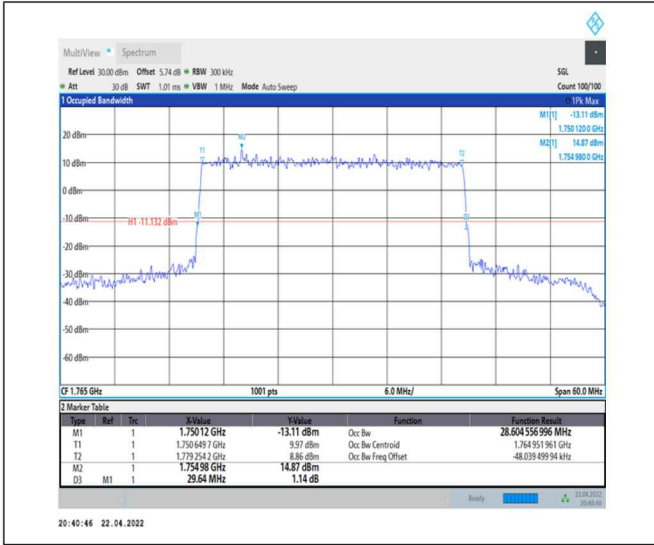 MultiView Spectrum
Ref Level 30.00 dBm Offset 5.74 dB RBW 300 kHz SGL
Att 30 dB SWT 1.01 ms VBW 1 MHz Mode Auto Sweep Count 100/100
1 Occupied Bandwidth 1Pk Max
M1[1] -13.11 dBm
1.750 120 0 GHz
M2[1] 14.87 dBm
1.754 980 0 GHz
20 dBm
M2
T1
T2
10 dBm
0 dBm
-10 dBm
H1 -11.132 dBm
M1
D3
-30 dBm
-40 dBm
-50 dBm
-60 dBm
CF 1.765 GHz 1001 pts 6.0 MHz/ Span 60.0 MHz
2 Marker Table
Type Ref Trc X-Value Y-Value Function Function Result
M1 1 1.75012 GHz -13.11 dBm Occ Bw 28.604 556 996 MHz
T1 1 1.750 649 7 GHz 9.97 dBm Occ Bw Centroid 1.764 951 961 GHz
T2 1 1.779 254 2 GHz 8.86 dBm Occ Bw Freq Offset -48.039 499 94 kHz
M2 1 1.75498 GHz 14.87 dBm
D3 M1 1 29.64 MHz 1.14 dB
Ready 22.04.2022
20:40:46
20:40:46 22.04.2022